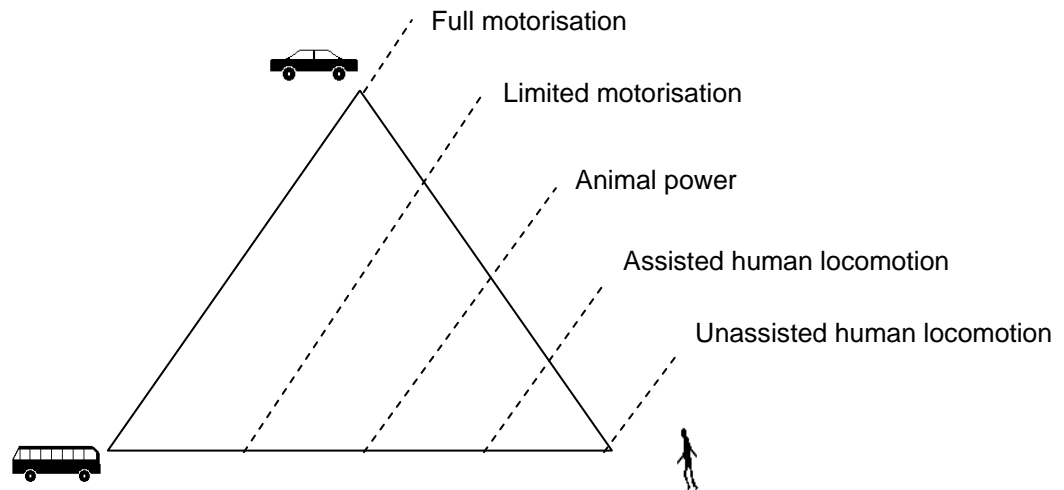 Full motorisation
Limited motorisation
Animal power
Assisted human locomotion
Unassisted human locomotion